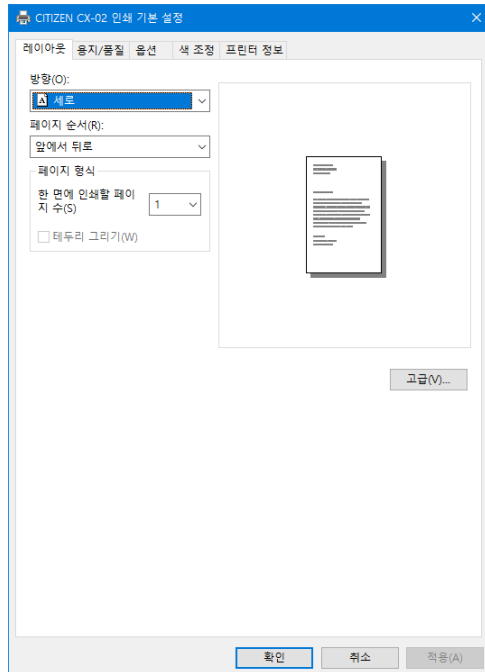 CITIZEN CX-02 인쇄 기본 설정
레이아웃 용지/품질 옵션 색 조정 프린터 정보
방향(O):
A 세로
페이지 순서(R):
앞에서 뒤로
페이지 형식
한 면에 인쇄할 페이
지 수(S)
1
테두리 그리기(W)
고급(V)...
확인 취소 적용(A)